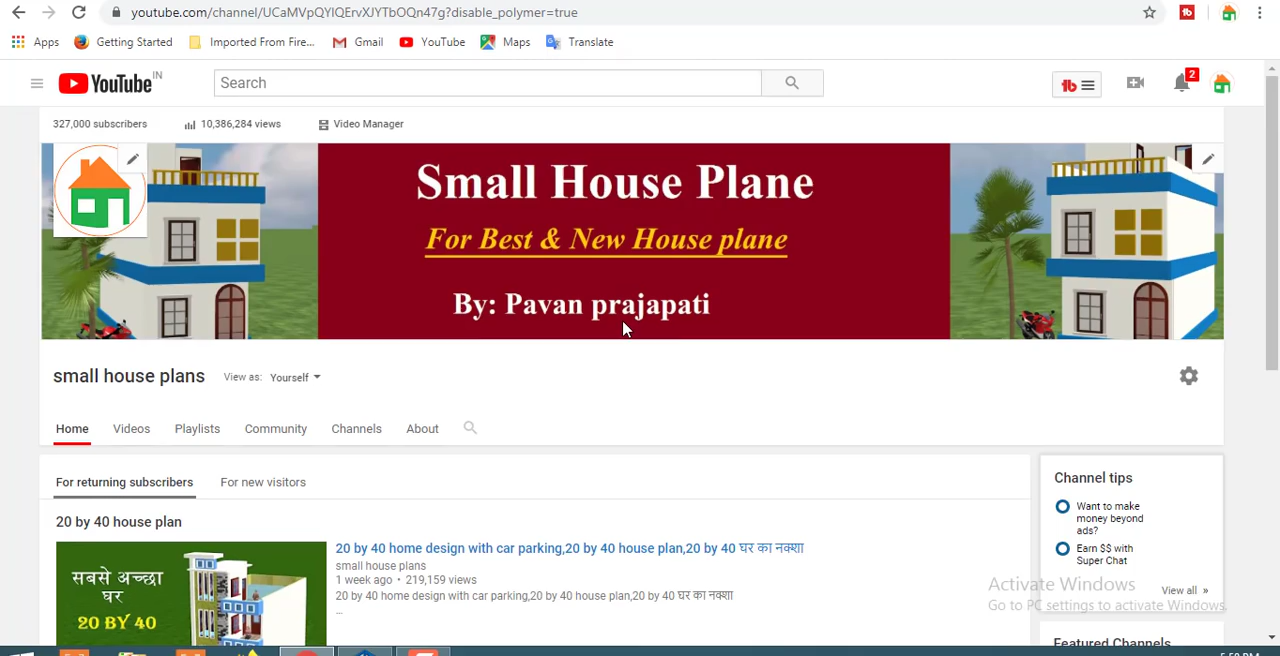 youtube.com/channel/UCaMVpQYlQErvXJYTbOQn47g?disable_polymer=true
Apps Getting Started Imported From Fire... Gmail YouTube Maps Translate
YouTube IN Search 2
327,000 subscribers 10,386,284 views Video Manager
Small House Plane
For Best & New House plane
By: Pavan prajapati
small house plans View as: Yourself
Home Videos Playlists Community Channels About
For returning subscribers For new visitors
Channel tips
Want to make
money beyond
ads?
Earn $$ with
Super Chat
View all »
20 by 40 house plan
20 by 40 home design with car parking,20 by 40 house plan,20 by 40 घर का नक्शा
small house plans
1 week ago • 219,159 views
20 by 40 home design with car parking,20 by 40 house plan,20 by 40 घर का नक्शा
...
सबसे अच्छा
घर
20 BY 40
Activate Windows
Go to PC settings to activate Windows.
Featured Channels